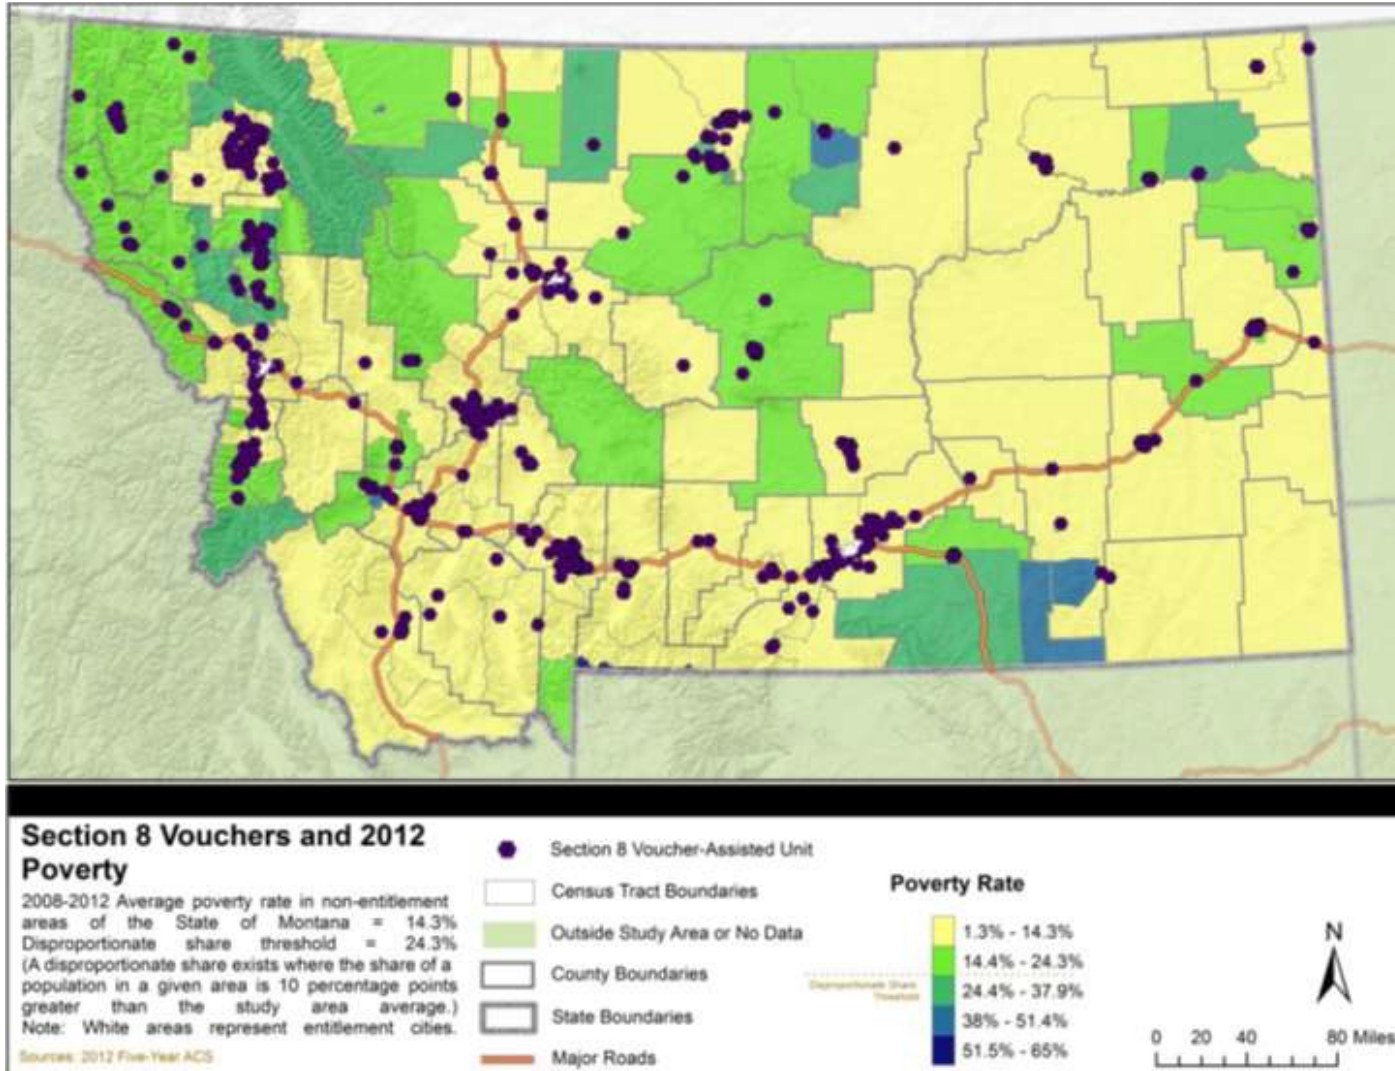 Section 8 Vouchers and 2012
Poverty
2008-2012 Average poverty rate in non-entitlement
areas of the State of Montana = 14.3%
Disproportionate share threshold = 24.3%
(A disproportionate share exists where the share of a
population in a given area is 10 percentage points
greater than the study area average.)
Note: White areas represent entitlement cities.
Sources: 2012 Five-Year ACS
Section 8 Voucher-Assisted Unit
Census Tract Boundaries
Outside Study Area or No Data
County Boundaries
State Boundaries
Major Roads
Poverty Rate
Disproportionate Share
Threshold
1.3% - 14.3%
14.4% - 24.3%
24.4% - 37.9%
38% - 51.4%
51.5% - 65%
N
0 20 40 80 Miles